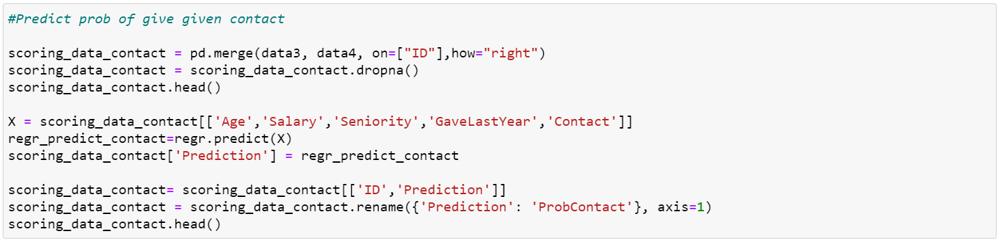 #Predict prob of give given contact
scoring_data_contact = pd.merge(data3, data4, on=["ID"],how="right")
scoring_data_contact = scoring_data_contact.dropna()
scoring_data_contact.head()
X = scoring_data_contact[['Age','Salary','Seniority','GaveLastYear','Contact']]
regr_predict_contact=regr.predict(X)
scoring_data_contact['Prediction'] = regr_predict_contact
scoring_data_contact= scoring_data_contact[['ID','Prediction']]
scoring_data_contact = scoring_data_contact.rename({'Prediction': 'ProbContact'}, axis=1)
scoring_data_contact.head()